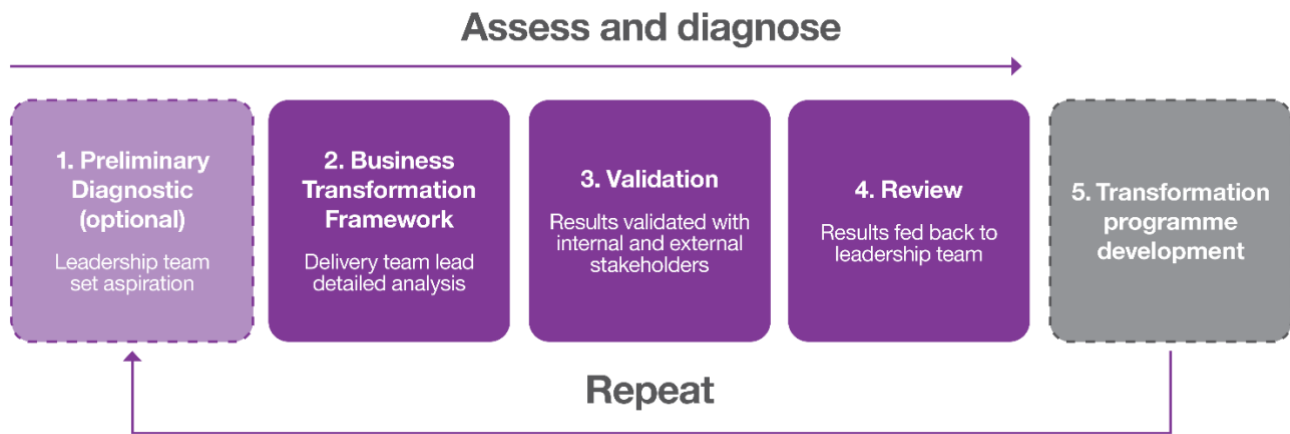 Assess and diagnose
1. Preliminary
Diagnostic
(optional)
Leadership team
set aspiration
2. Business
Transformation
Framework
Delivery team lead
detailed analysis
3. Validation
Results validated with
internal and external
stakeholders
4. Review
Results fed back to
leadership team
5. Transformation
programme
development
Repeat